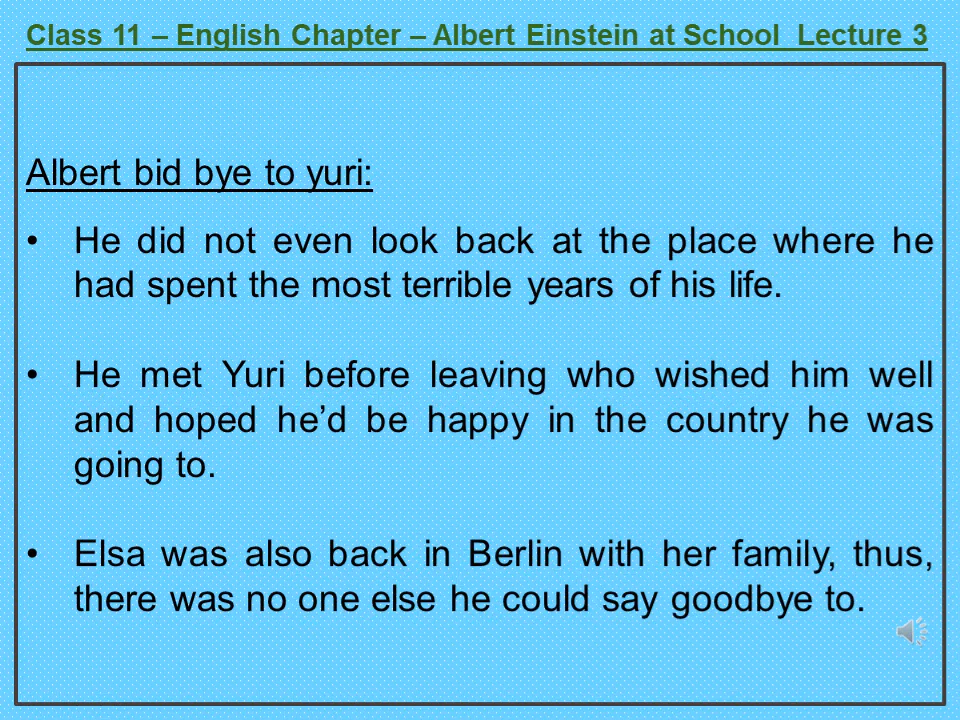 Class 11 – English Chapter – Albert Einstein at School Lecture 3
Albert bid bye to yuri:
• He did not even look back at the place where he
had spent the most terrible years of his life.
• He met Yuri before leaving who wished him well
and hoped he’d be happy in the country he was
going to.
• Elsa was also back in Berlin with her family, thus,
there was no one else he could say goodbye to.